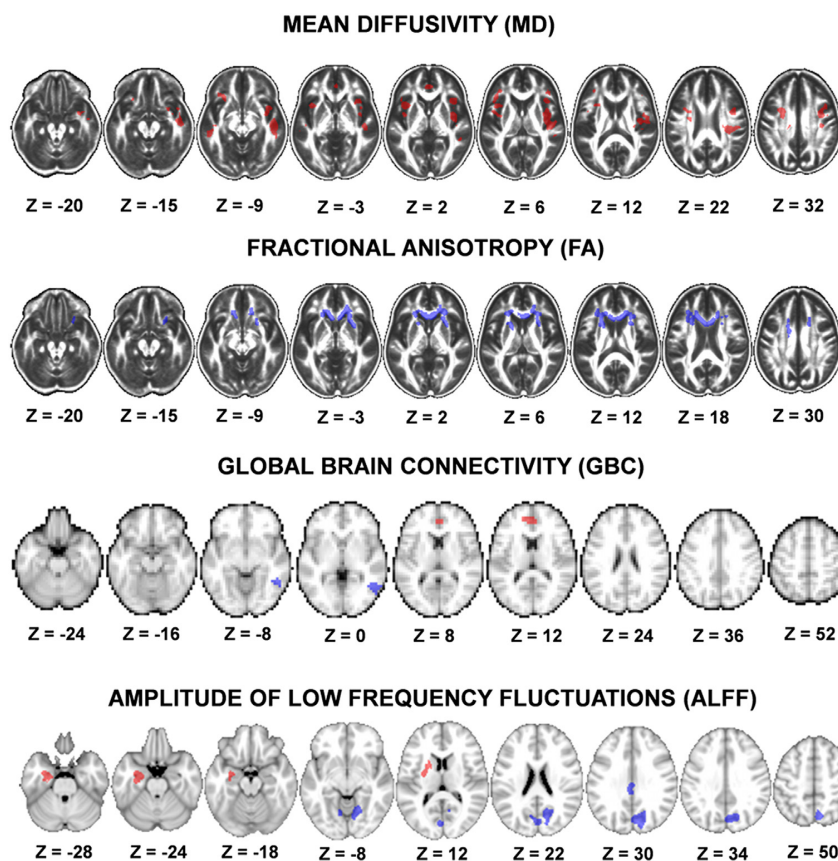 MEAN DIFFUSIVITY (MD)
Z = -20 Z = -15 Z = -9 Z = -3 Z = 2 Z = 6 Z = 12 Z = 22 Z = 32
FRACTIONAL ANISOTROPY (FA)
Z = -20 Z = -15 Z = -9 Z = -3 Z = 2 Z = 6 Z = 12 Z = 18 Z = 30
GLOBAL BRAIN CONNECTIVITY (GBC)
Z = -24 Z = -16 Z = -8 Z = 0 Z = 8 Z = 12 Z = 24 Z = 36 Z = 52
AMPLITUDE OF LOW FREQUENCY FLUCTUATIONS (ALFF)
Z = -28 Z = -24 Z = -18 Z = -8 Z = 12 Z = 22 Z = 30 Z = 34 Z = 50